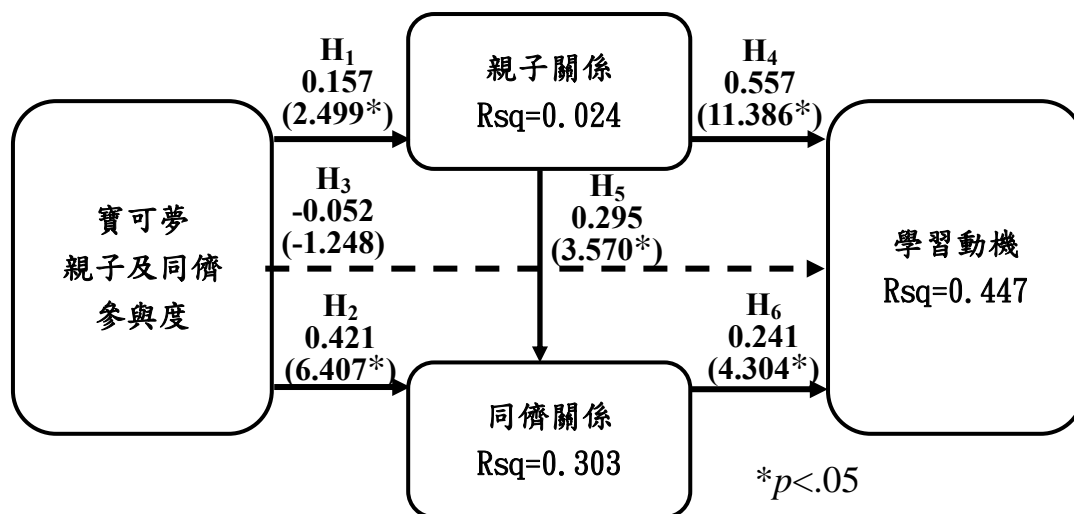 H₁
0.157
(2.499*)
親子關係
Rsq=0.024
H₄
0.557
(11.386*)
寶可夢
親子及同儕
參與度
H₃
-0.052
(-1.248)
H₅
0.295
(3.570*)
學習動機
Rsq=0.447
H₂
0.421
(6.407*)
同儕關係
Rsq=0.303
H₆
0.241
(4.304*)
*p<.05